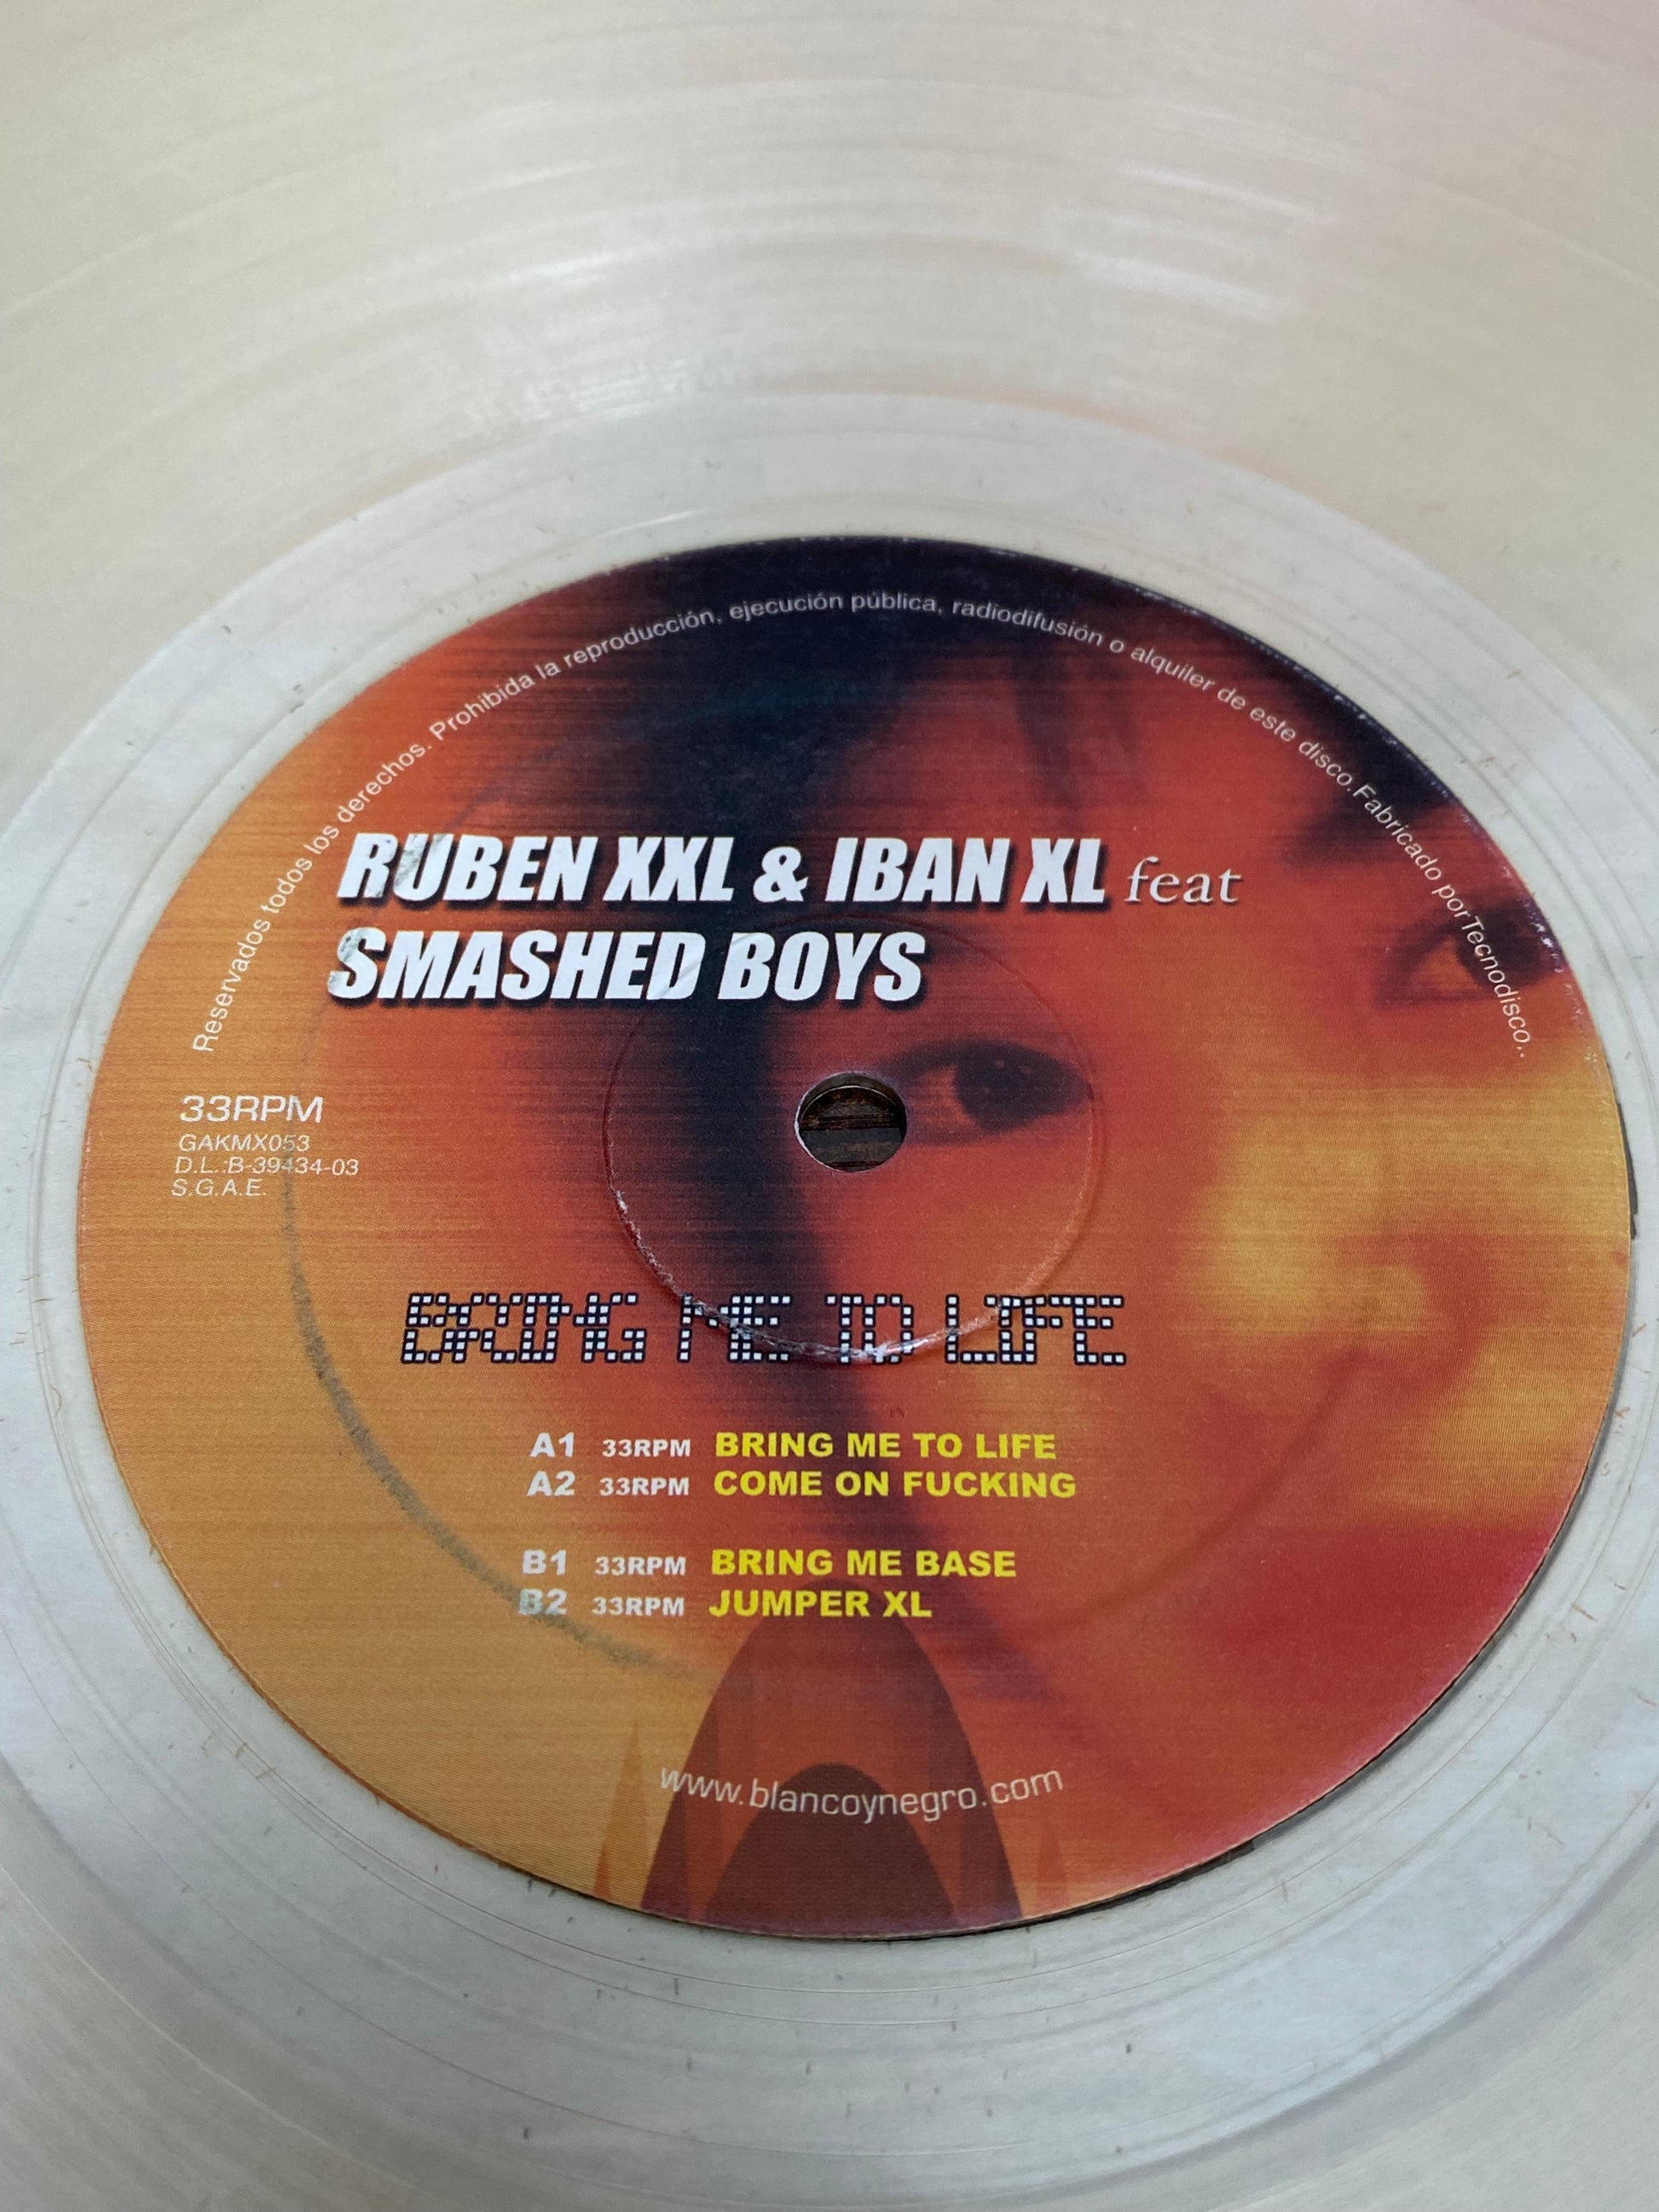 Reservados todos los derechos. Prohibida la reproducción, ejecución pública, radiodifusión o alquiler de este disco. Fabricado por Tecnodisco..
RUBEN XXL & IBAN XL feat
SMASHED BOYS
33RPM
GAKMX053
D.L.:B-39434-03
S.G.A.E.
BRING ME TO LIFE
A1 33RPM BRING ME TO LIFE
A2 33RPM COME ON FUCKING
B1 33RPM BRING ME BASE
B2 33RPM JUMPER XL
www.blancoynegro.com